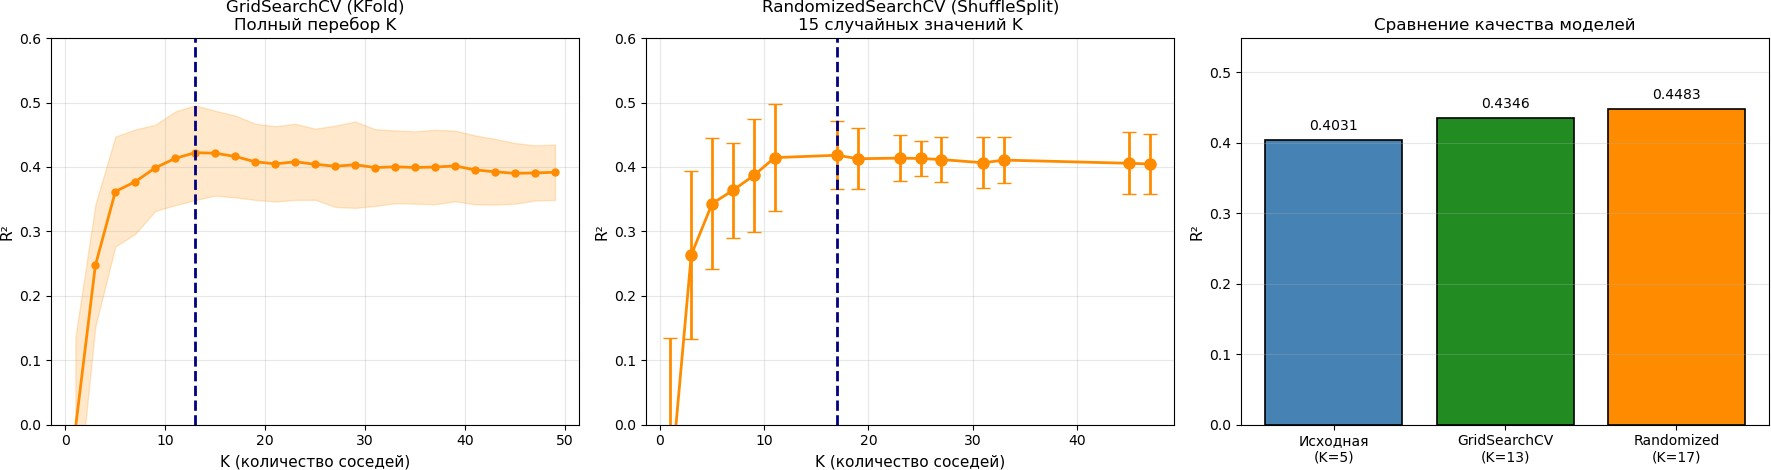 GridSearchCV (KFold)
Полный перебор K
0.6
0.5
0.4
0.3
0.2
0.1
0.0
R²
0
10
20
30
40
50
K (количество соседей)
RandomizedSearchCV (ShuffleSplit)
15 случайных значений K
0.6
0.5
0.4
0.3
0.2
0.1
0.0
R²
0
10
20
30
40
K (количество соседей)
Сравнение качества моделей
0.5
0.4
0.3
0.2
0.1
0.0
R²
0.4031
0.4346
0.4483
Исходная
(K=5)
GridSearchCV
(K=13)
Randomized
(K=17)